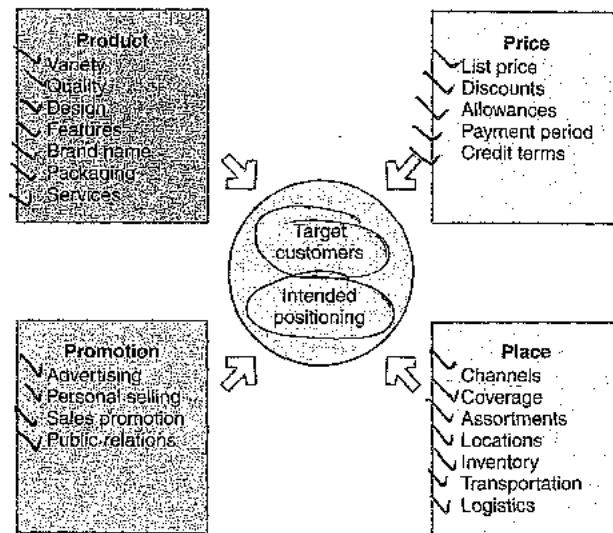 Product
Variety
Quality
Design
Features
Brand name
Packaging
Services
Price
List price
Discounts
Allowances
Payment period
Credit terms
Target
customers
Intended
positioning
Promotion
Advertising
Personal selling
Sales promotion
Public relations
Place
Channels
Coverage
Assortments
Locations
Inventory
Transportation
Logistics